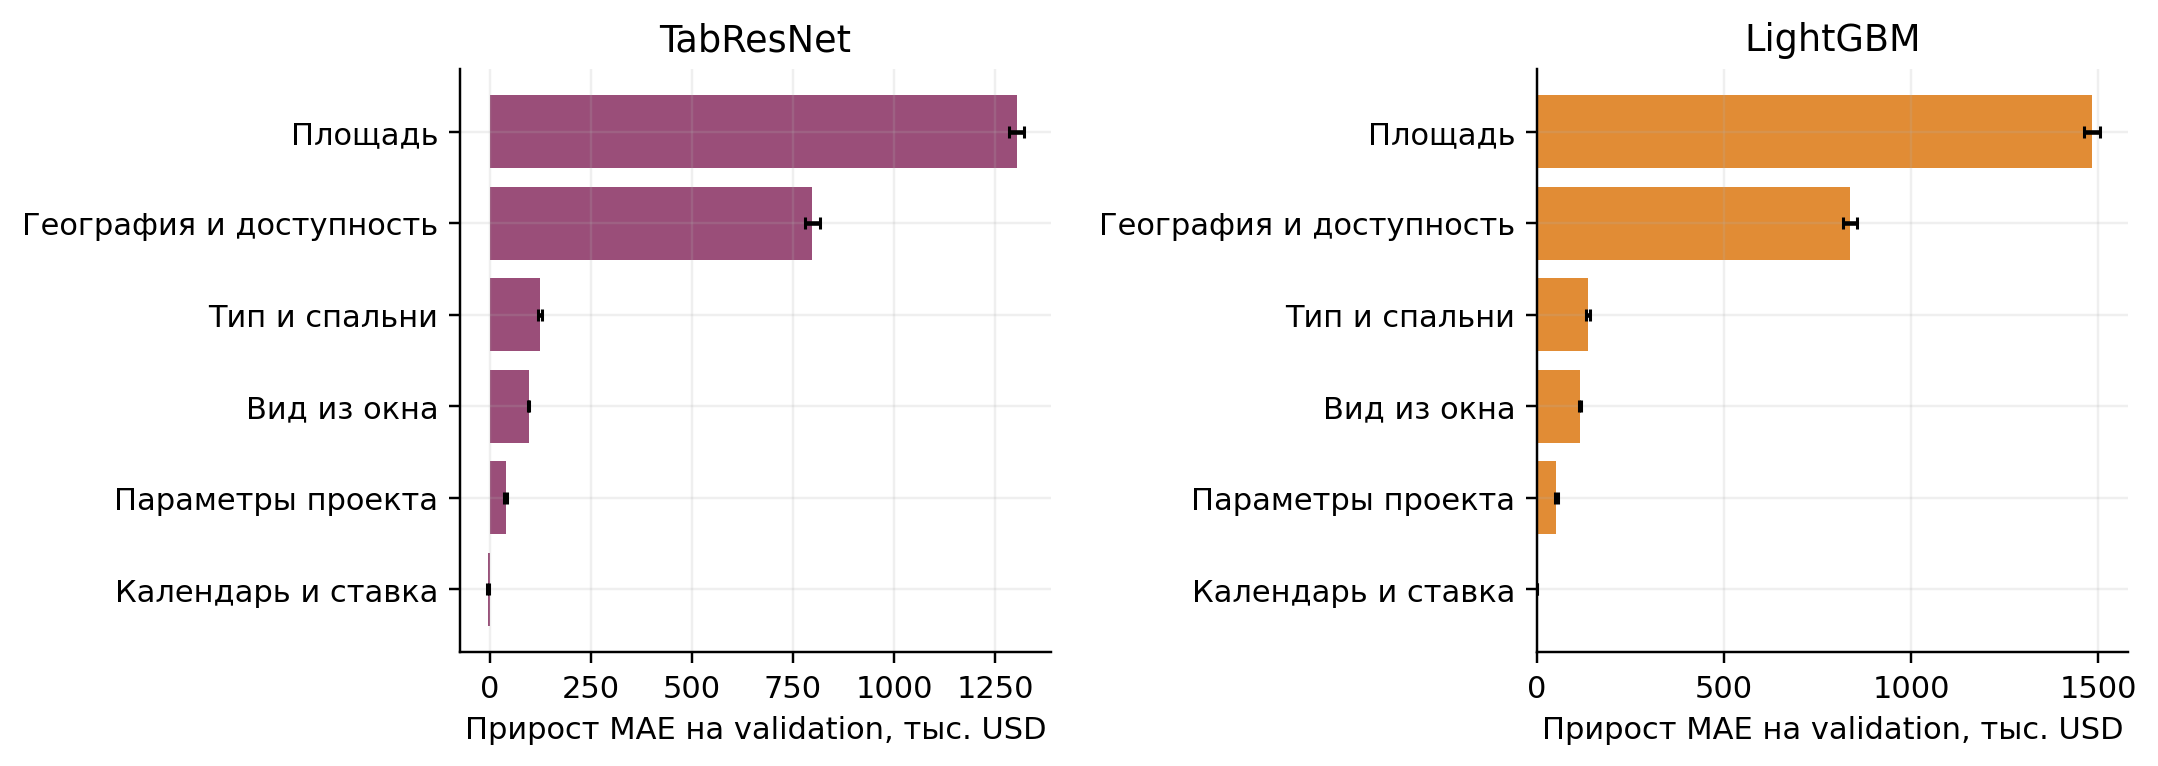 TabResNet
Площадь
География и доступность
Тип и спальни
Вид из окна
Параметры проекта
Календарь и ставка
0 250 500 750 1000 1250
Прирост MAE на validation, тыс. USD
LightGBM
Площадь
География и доступность
Тип и спальни
Вид из окна
Параметры проекта
Календарь и ставка
0 500 1000 1500
Прирост MAE на validation, тыс. USD